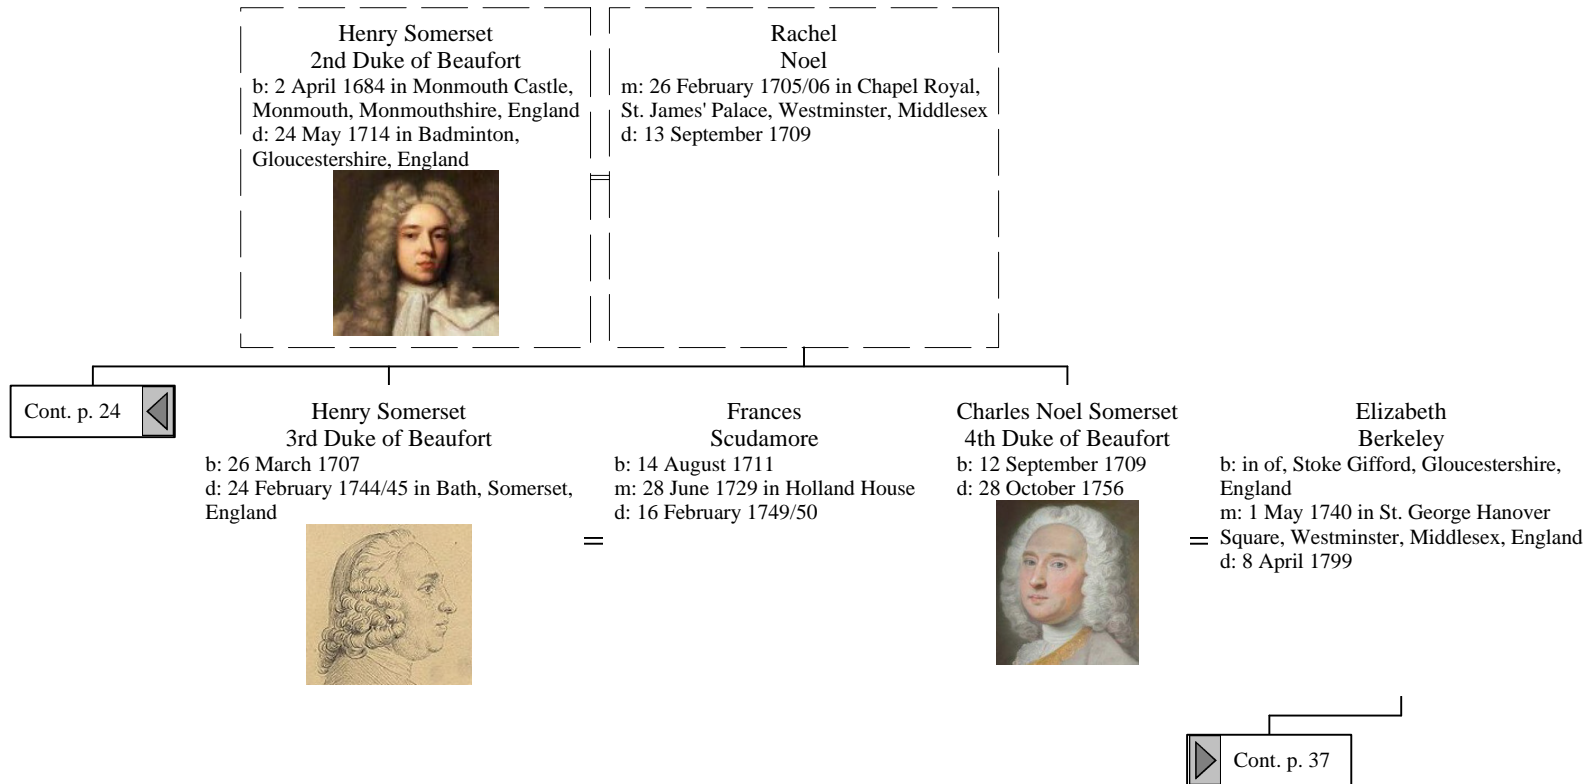 Henry Somerset
2nd Duke of Beaufort
b: 2 April 1684 in Monmouth Castle,
Monmouth, Monmouthshire, England
d: 24 May 1714 in Badminton,
Gloucestershire, England
Rachel
Noel
m: 26 February 1705/06 in Chapel Royal,
St. James' Palace, Westminster, Middlesex
d: 13 September 1709
Cont. p. 24
Henry Somerset
3rd Duke of Beaufort
b: 26 March 1707
d: 24 February 1744/45 in Bath, Somerset,
England
=
Frances
Scudamore
b: 14 August 1711
m: 28 June 1729 in Holland House
d: 16 February 1749/50
Charles Noel Somerset
4th Duke of Beaufort
b: 12 September 1709
d: 28 October 1756
=
Elizabeth
Berkeley
b: in of, Stoke Gifford, Gloucestershire,
England
m: 1 May 1740 in St. George Hanover
Square, Westminster, Middlesex, England
d: 8 April 1799
Cont. p. 37